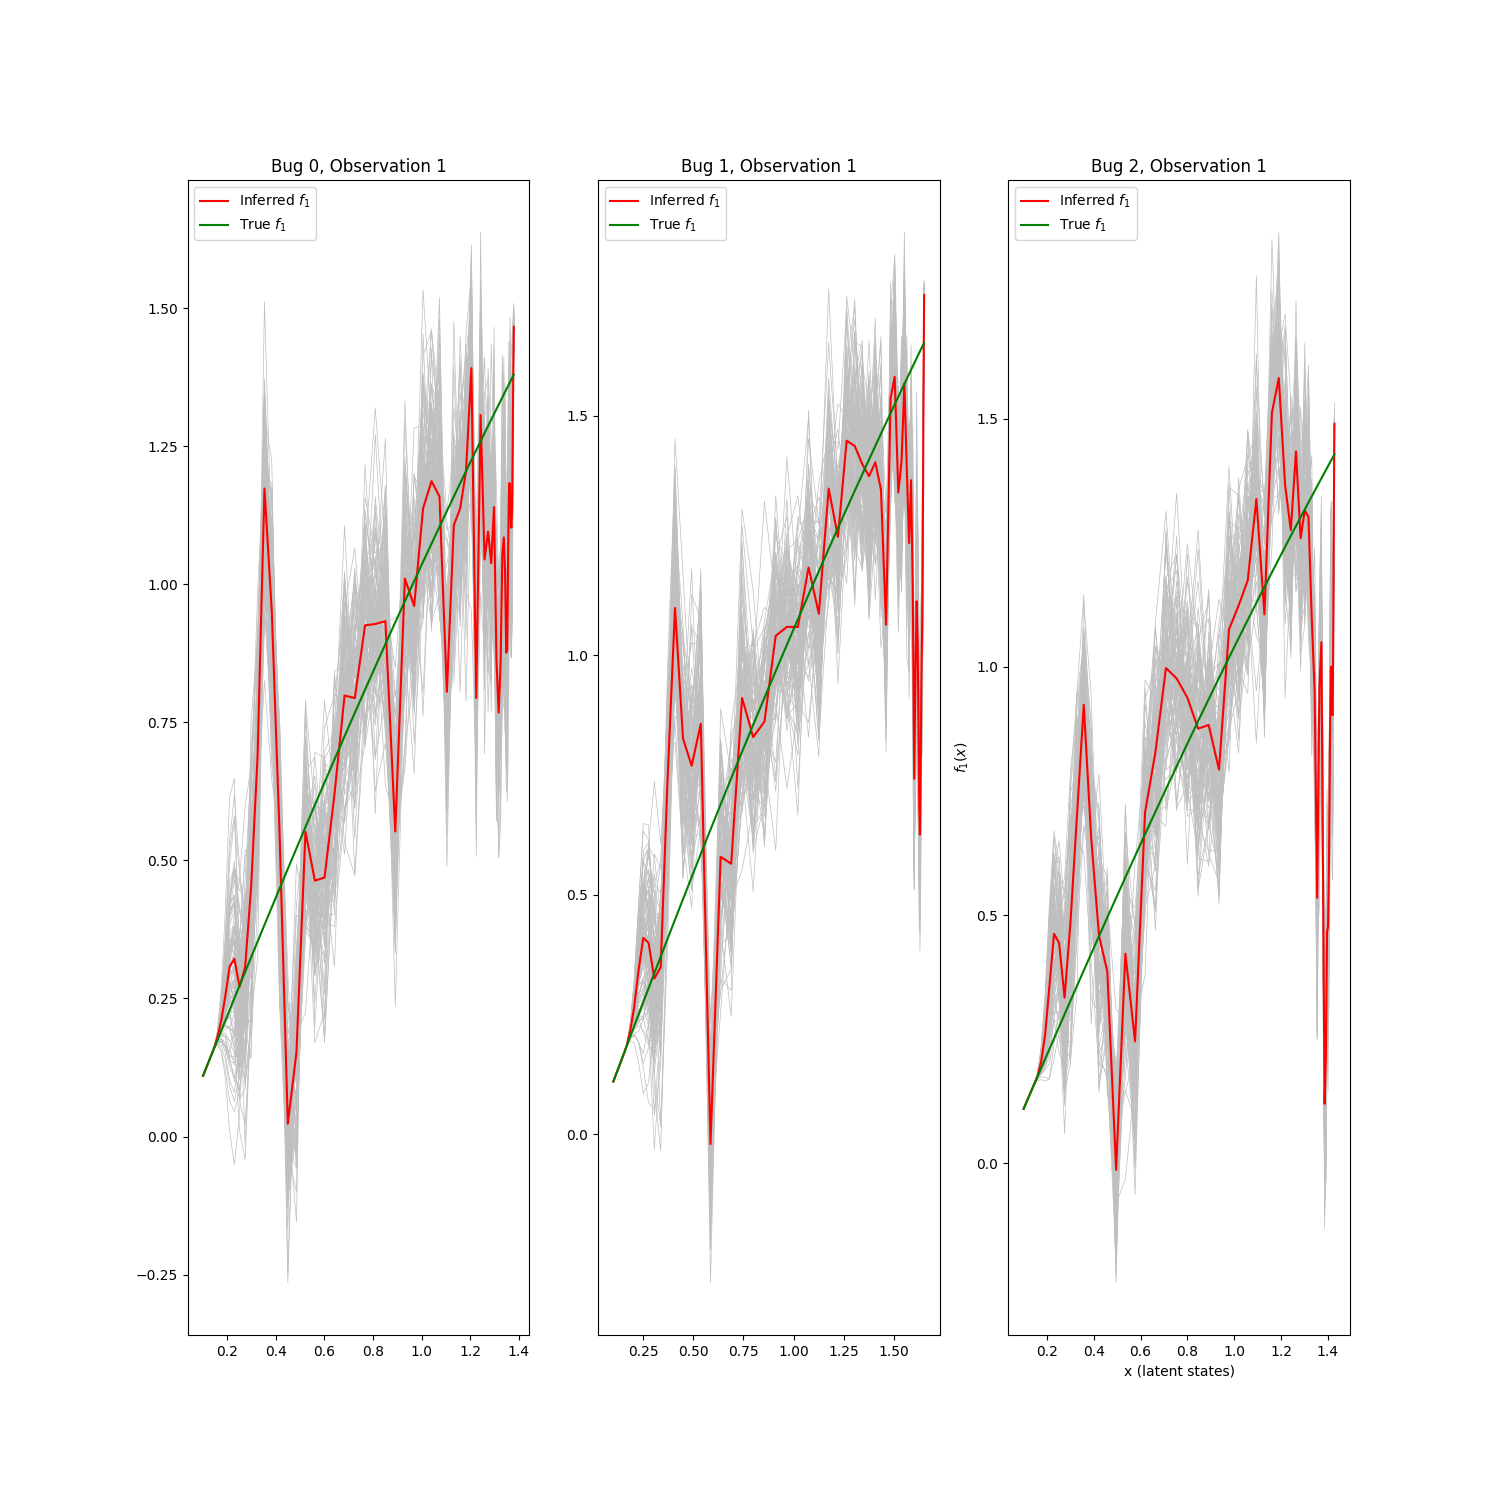 Bug 0, Observation 1
Inferred f₁
True f₁
1.50
1.25
1.00
0.75
0.50
0.25
0.00
−0.25
0.2 0.4 0.6 0.8 1.0 1.2 1.4
Bug 1, Observation 1
Inferred f₁
True f₁
1.5
1.0
0.5
0.0
0.25 0.50 0.75 1.00 1.25 1.50
Bug 2, Observation 1
Inferred f₁
True f₁
f₁(x)
1.5
1.0
0.5
0.0
0.2 0.4 0.6 0.8 1.0 1.2 1.4
x (latent states)